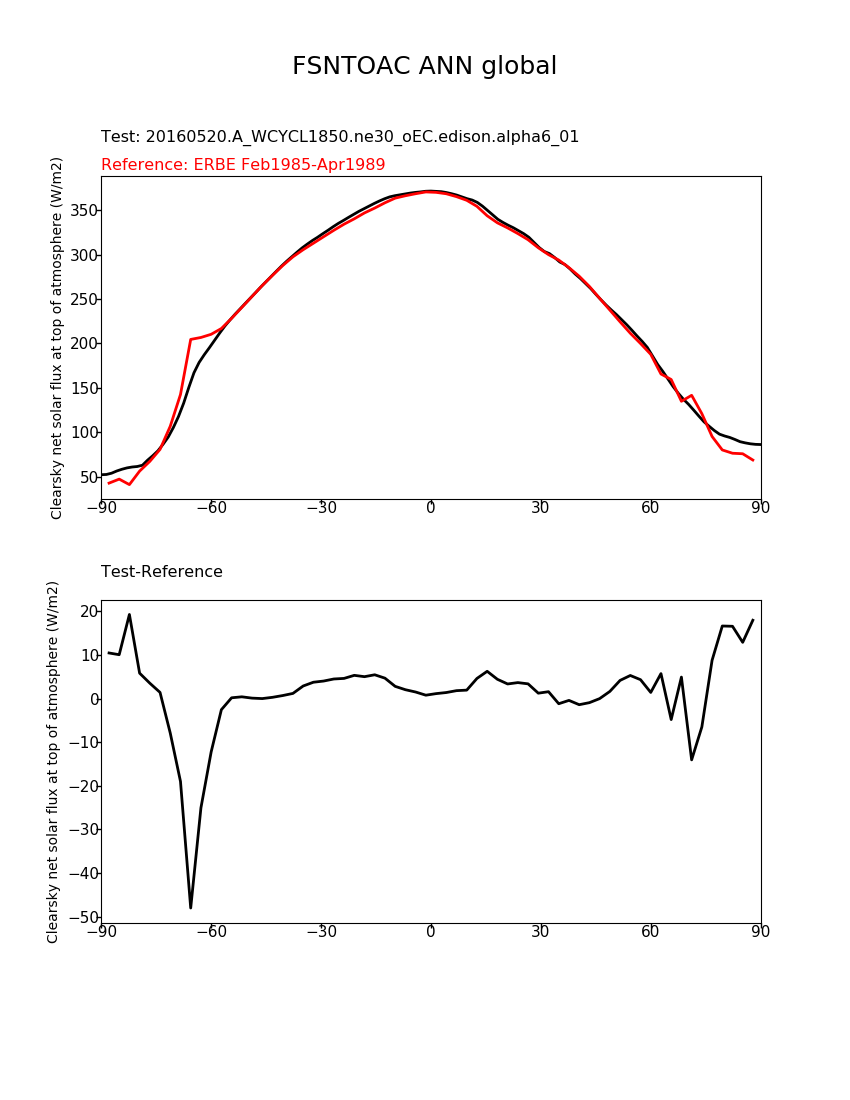 FSNTOAC ANN global
Test: 20160520.A_WCYCL1850.ne30_oEC.edison.alpha6_01
Reference: ERBE Feb1985-Apr1989
Clearsky net solar flux at top of atmosphere (W/m2)
350
300
250
200
150
100
50
−90 −60 −30 0 30 60 90
Test-Reference
Clearsky net solar flux at top of atmosphere (W/m2)
20
10
0
−10
−20
−30
−40
−50
−90 −60 −30 0 30 60 90